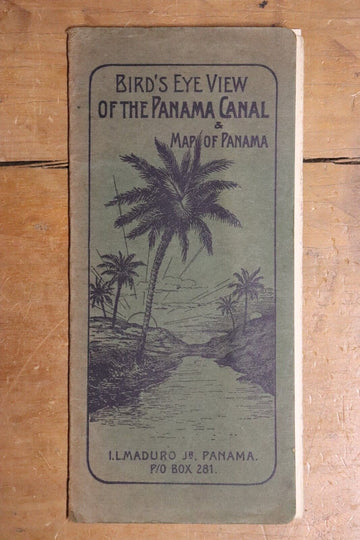 BIRD'S EYE VIEW
OF THE PANAMA CANAL
&
MAP OF PANAMA
I.L.MADURO JR, PANAMA.
P/O BOX 281.